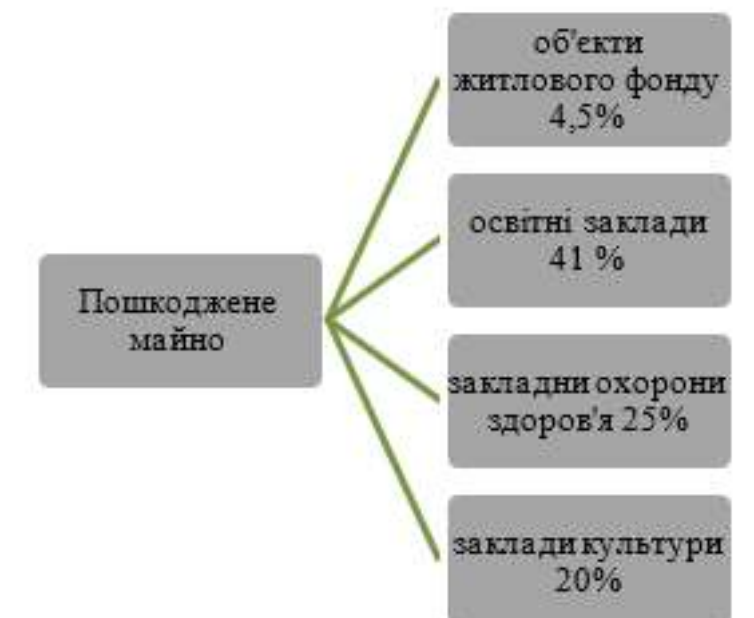 Пошкоджене
майно
об'єкти
житлового фонду
4,5%
освітні заклади
41 %
закладни охорони
здоров'я 25%
заклади культури
20%